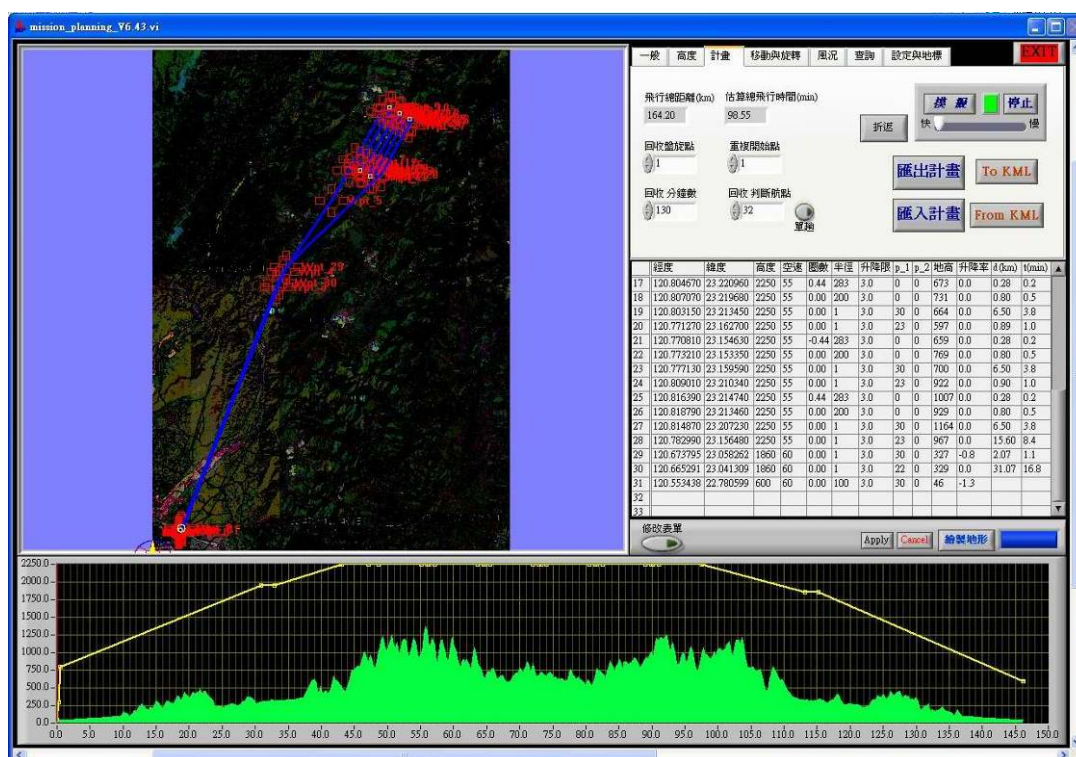 mission_planning_V6.43.vi
EXIT
一般 高度 計畫 移動與旋轉 風況 查詢 設定與地標
飛行總距離(km) 估算總飛行時間(min)
164.20 98.55
模擬 停止
快 慢
折返
回收盤旋點 重複開始點
1 1
匯出計畫 To KML
回收 分鐘數 回收 判斷航點
130 32
單趟
匯入計畫 From KML
經度 緯度 高度 空速 圈數 半徑 升降限 p_1 p_2 地高 升降率 d(km) t(min)
17 120.804670 23.220960 2250 55 0.44 283 3.0 0 0 673 0.0 0.28 0.2
18 120.807070 23.219680 2250 55 0.00 200 3.0 0 0 731 0.0 0.80 0.5
19 120.803150 23.213450 2250 55 0.00 1 3.0 30 0 664 0.0 6.50 3.8
20 120.771270 23.162700 2250 55 0.00 1 3.0 23 0 597 0.0 0.89 1.0
21 120.770810 23.154630 2250 55 -0.44 283 3.0 0 0 659 0.0 0.28 0.2
22 120.773210 23.153350 2250 55 0.00 200 3.0 0 0 769 0.0 0.80 0.5
23 120.777130 23.159590 2250 55 0.00 1 3.0 30 0 700 0.0 6.50 3.8
24 120.809010 23.210340 2250 55 0.00 1 3.0 23 0 922 0.0 0.90 1.0
25 120.816390 23.214740 2250 55 0.44 283 3.0 0 0 1007 0.0 0.28 0.2
26 120.818790 23.213460 2250 55 0.00 200 3.0 0 0 929 0.0 0.80 0.5
27 120.814870 23.207230 2250 55 0.00 1 3.0 30 0 1164 0.0 6.50 3.8
28 120.782990 23.156480 2250 55 0.00 1 3.0 23 0 967 0.0 15.60 8.4
29 120.673795 23.058262 1860 60 0.00 1 3.0 30 0 327 -0.8 2.07 1.1
30 120.665291 23.041309 1860 60 0.00 1 3.0 22 0 329 0.0 31.07 16.8
31 120.553438 22.780599 600 60 0.00 100 3.0 30 0 46 -1.3
32
33
修改表單
Apply Cancel 繪製地形
2250.0
2000.0
1750.0
1500.0
1250.0
1000.0
750.0
500.0
250.0
0.0
0.0 5.0 10.0 15.0 20.0 25.0 30.0 35.0 40.0 45.0 50.0 55.0 60.0 65.0 70.0 75.0 80.0 85.0 90.0 95.0 100.0 105.0 110.0 115.0 120.0 125.0 130.0 135.0 140.0 145.0 150.0